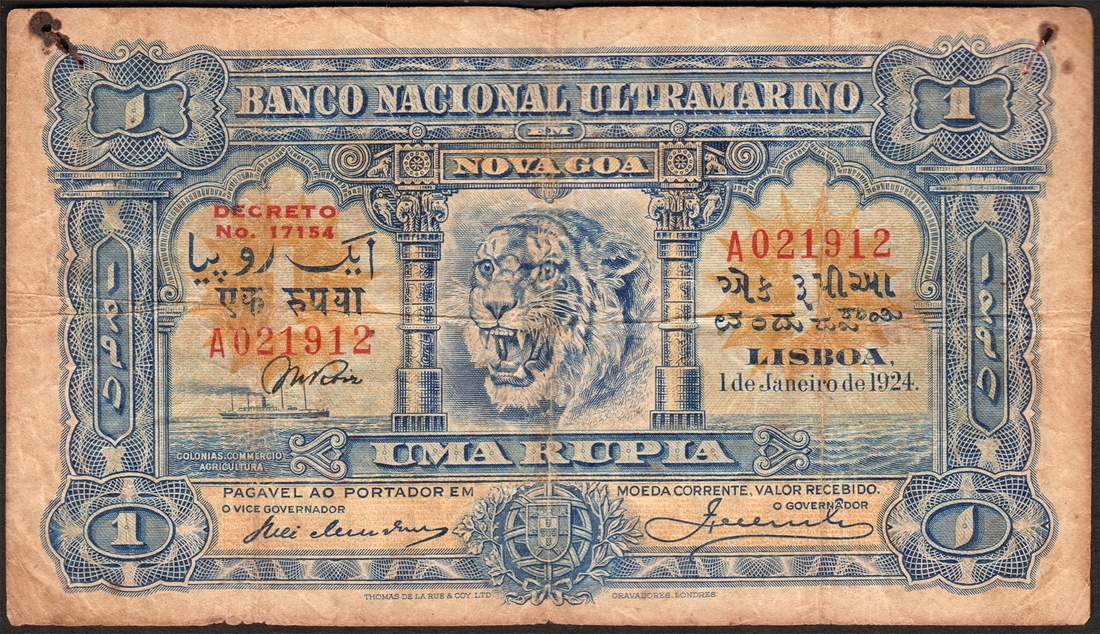 १ 1
BANCO NACIONAL ULTRAMARINO
EM
NOVA GOA
DECRETO
No. 17154
ایک روپیا
एक रुपया
A021912
A021912
એક રૂપીઆ
LISBOA,
1 de Janeiro de 1924.
COLONIAS, COMMERCIO
AGRICULTURA
UMA RUPIA
PAGAVEL AO PORTADOR EM MOEDA CORRENTE, VALOR RECEBIDO.
O VICE GOVERNADOR O GOVERNADOR
1 १
THOMAS DE LA RUE & COY. LTD. GRAVADORES, LONDRES.